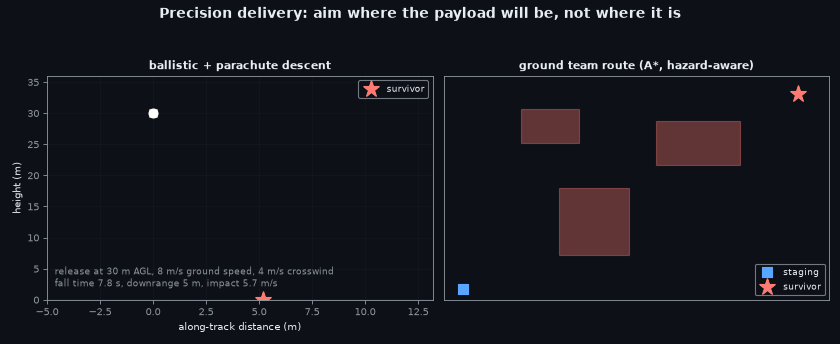 Precision delivery: aim where the payload will be, not where it is
ballistic + parachute descent
survivor
height (m)
35
30
25
20
15
10
5
0
release at 30 m AGL, 8 m/s ground speed, 4 m/s crosswind
fall time 7.8 s, downrange 5 m, impact 5.7 m/s
−5.0 −2.5 0.0 2.5 5.0 7.5 10.0 12.5
along-track distance (m)
ground team route (A*, hazard-aware)
staging
survivor